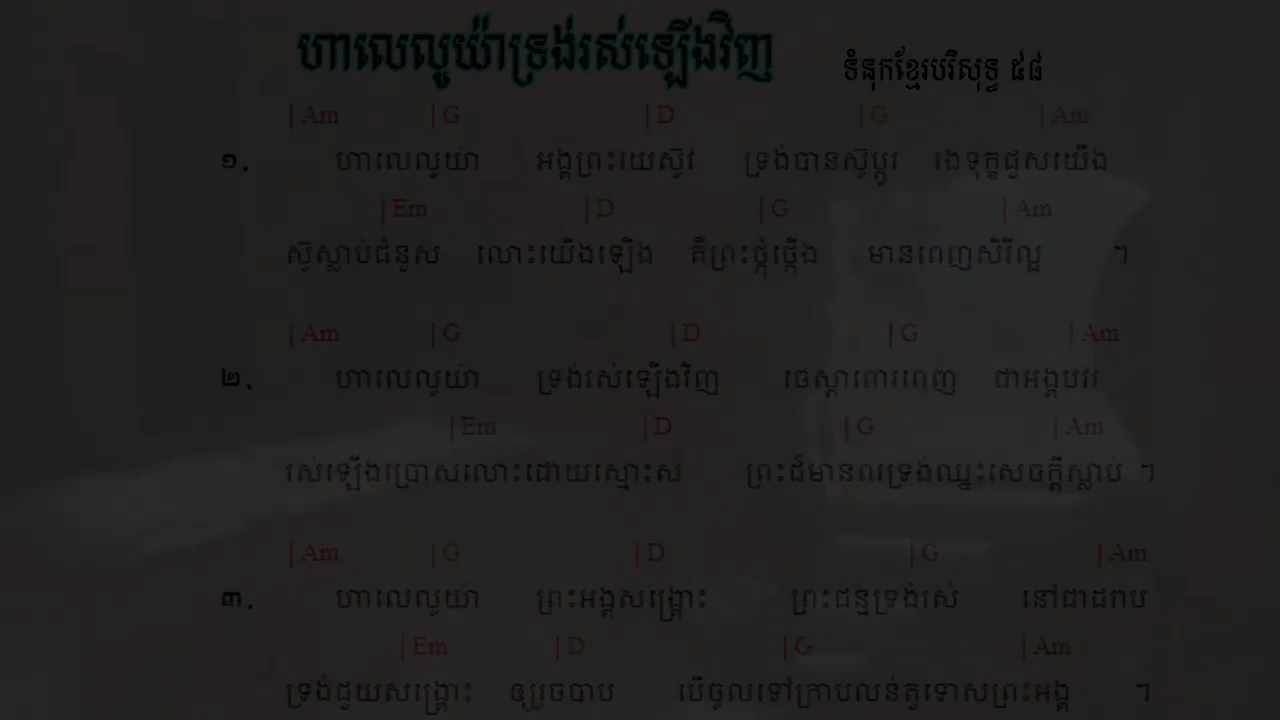 ហាលេលូយ៉ាទ្រង់រស់ឡើងវិញ
ទំនុកខ្មែរបរិសុទ្ធ ៥៨
|Am |G |D |G |Am
១. ហាលេលូយ៉ា អង្គព្រះយេស៊ូវ ទ្រង់បានស៊ូប្តូរ រងទុក្ខជួសយើង
|Em |D |G |Am
ស៊ូស្លាប់ជំនួស លោះយើងឡើង គឺព្រះថ្កុំថ្កើង មានពេញសិរីល្អ ។
|Am |G |D |G |Am
២. ហាលេលូយ៉ា ទ្រង់រស់ឡើងវិញ ចេស្តាពោរពេញ ជាអង្គបវរ
|Em |D |G |Am
រស់ឡើងប្រោសលោះដោយស្មោះស ព្រះដ៏មានពរទ្រង់ឈ្នះសេចក្តីស្លាប់ ។
|Am |G |D |G |Am
៣. ហាលេលូយ៉ា ព្រះអង្គសង្គ្រោះ ព្រះជន្មទ្រង់រស់ នៅជាដរាប
|Em |D |G |Am
ទ្រង់ជួយសង្គ្រោះ ឲ្យរួចបាប បើចូលទៅក្រាបលន់តួទោសព្រះអង្គ ។